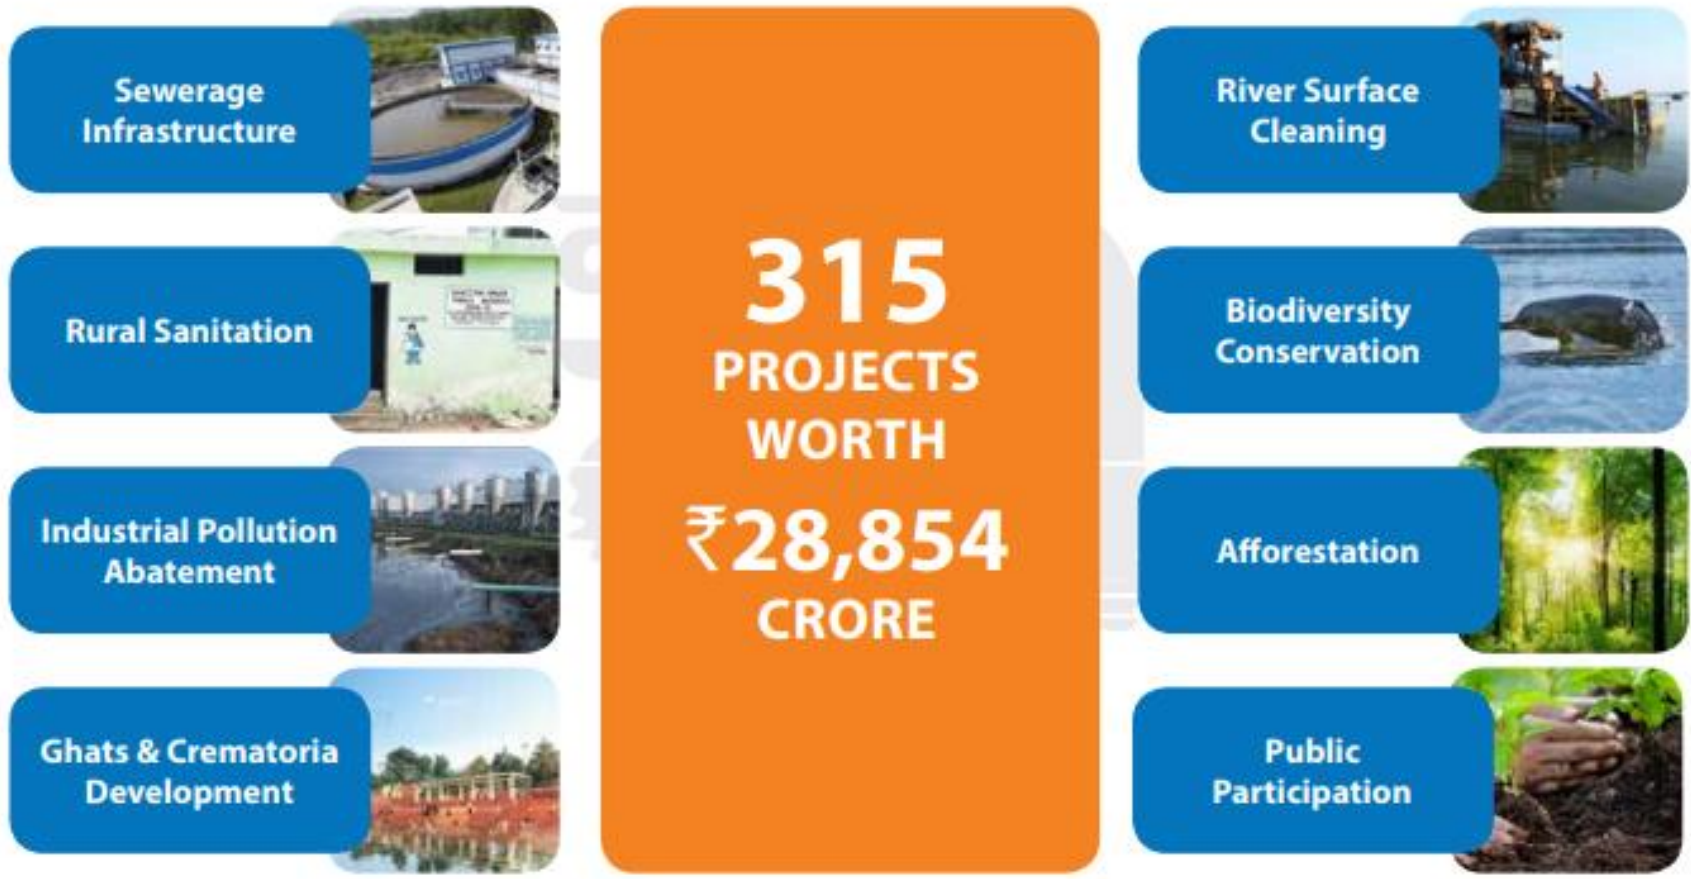 Sewerage
Infrastructure
Rural Sanitation
Industrial Pollution
Abatement
Ghats & Crematoria
Development
315
PROJECTS
WORTH
₹28,854
CRORE
River Surface
Cleaning
Biodiversity
Conservation
Afforestation
Public
Participation